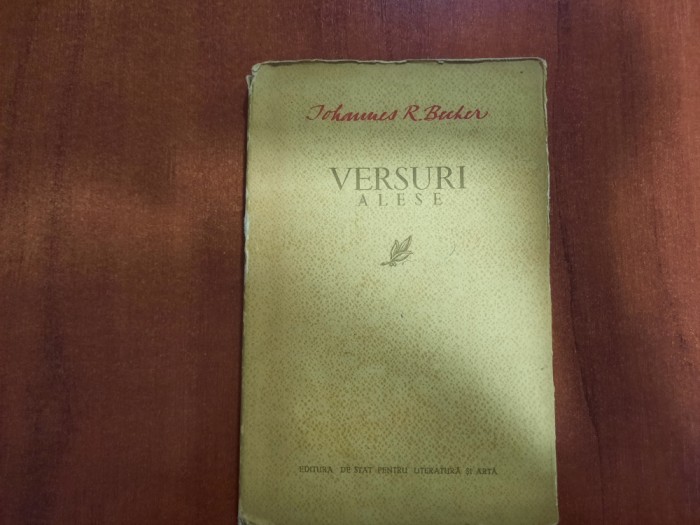 Johannes R. Becher
VERSURI
ALESE
EDITURA DE STAT PENTRU LITERATURĂ ȘI ARTĂ